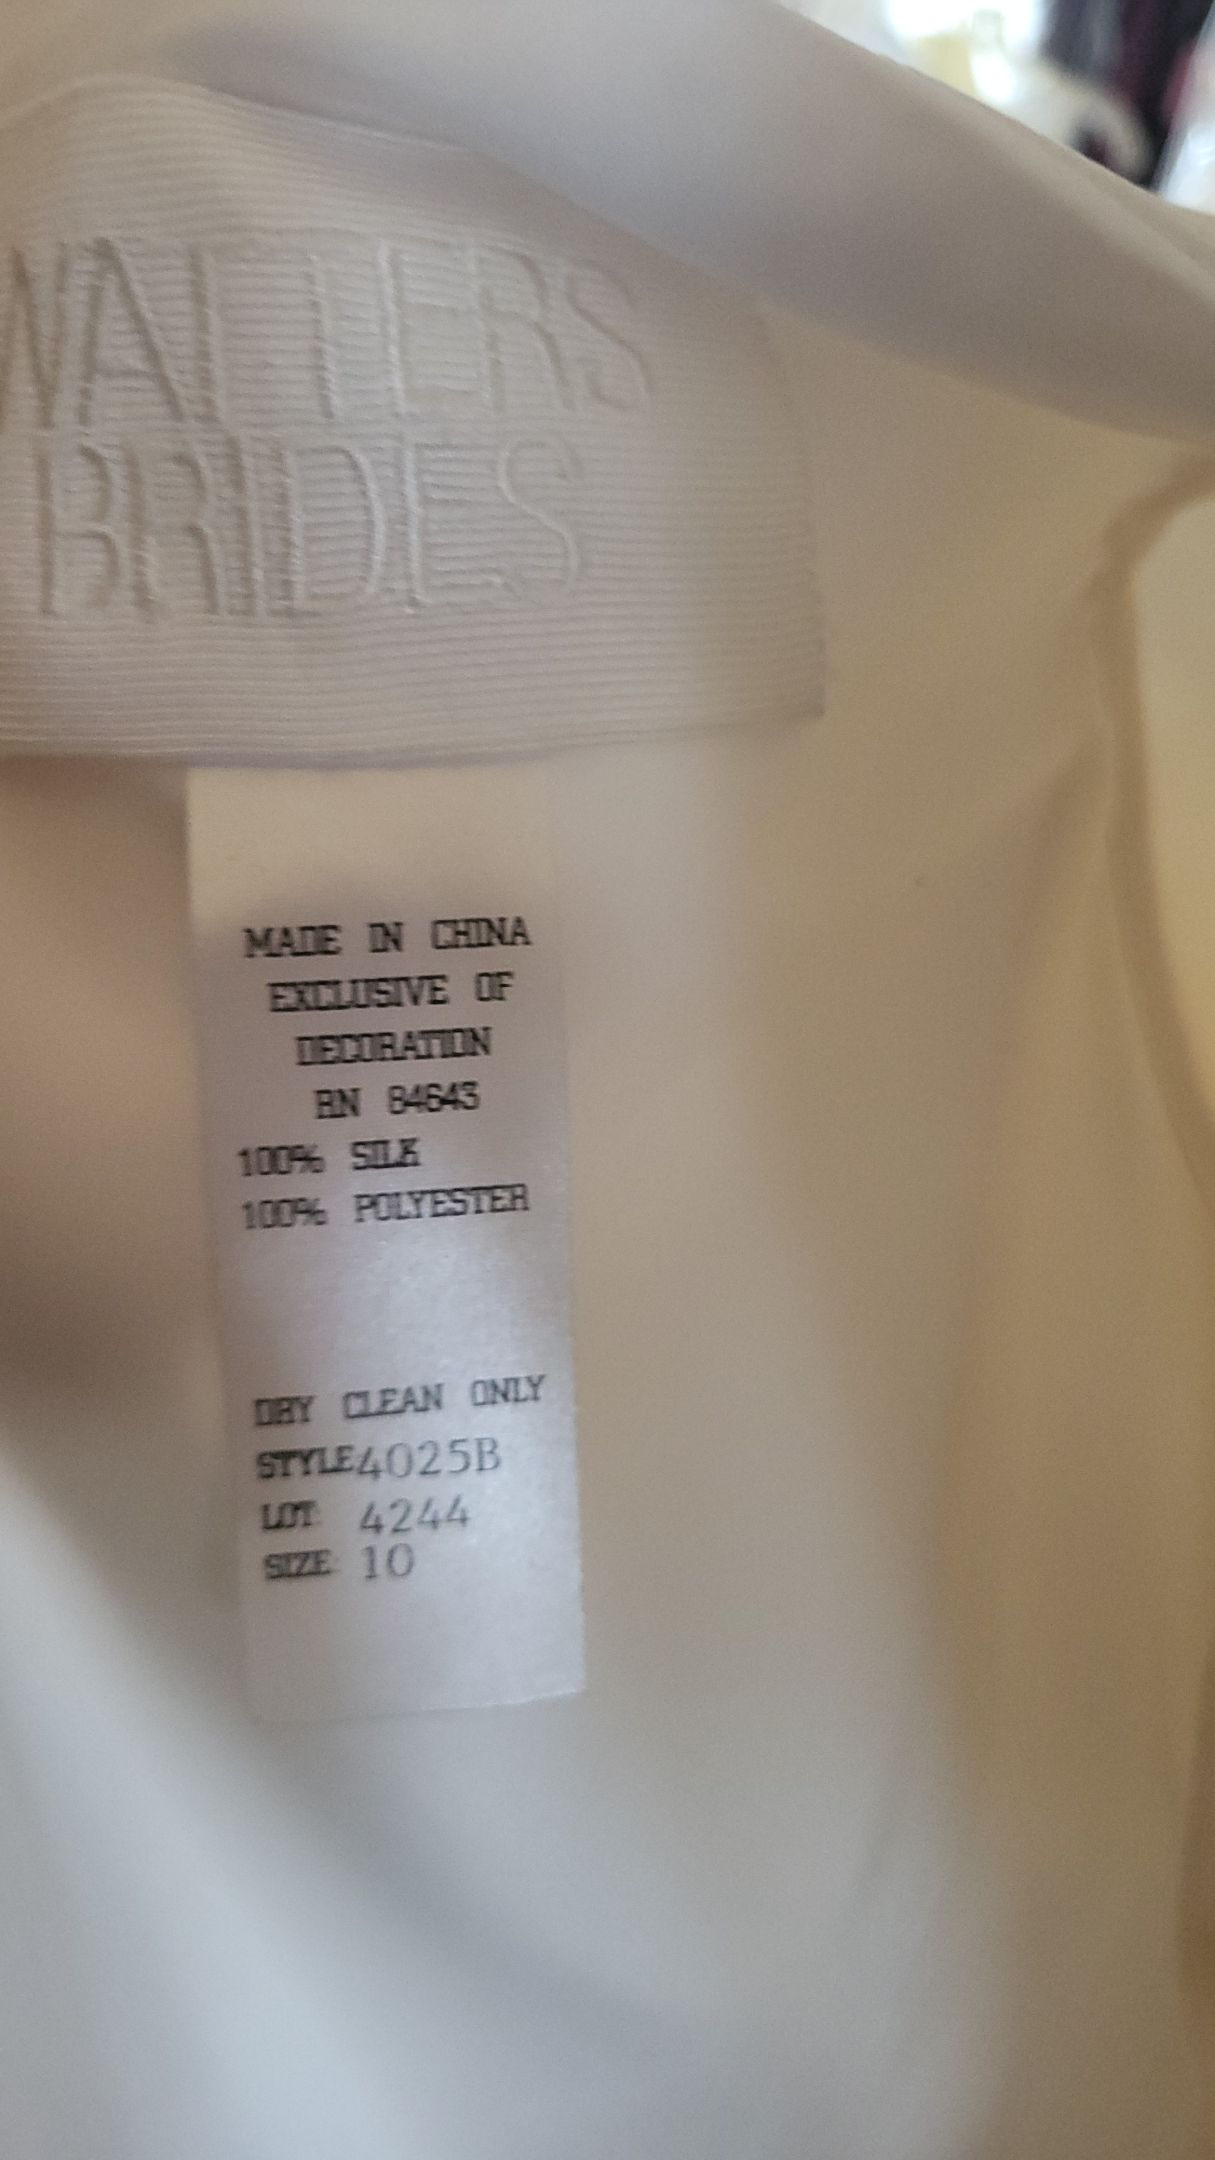 WATTERS
BRIDES
MADE IN CHINA
EXCLUSIVE OF
DECORATION
RN 84643
100% SILK
100% POLYESTER
DRY CLEAN ONLY
STYLE 4025B
LOT: 4244
SIZE: 10